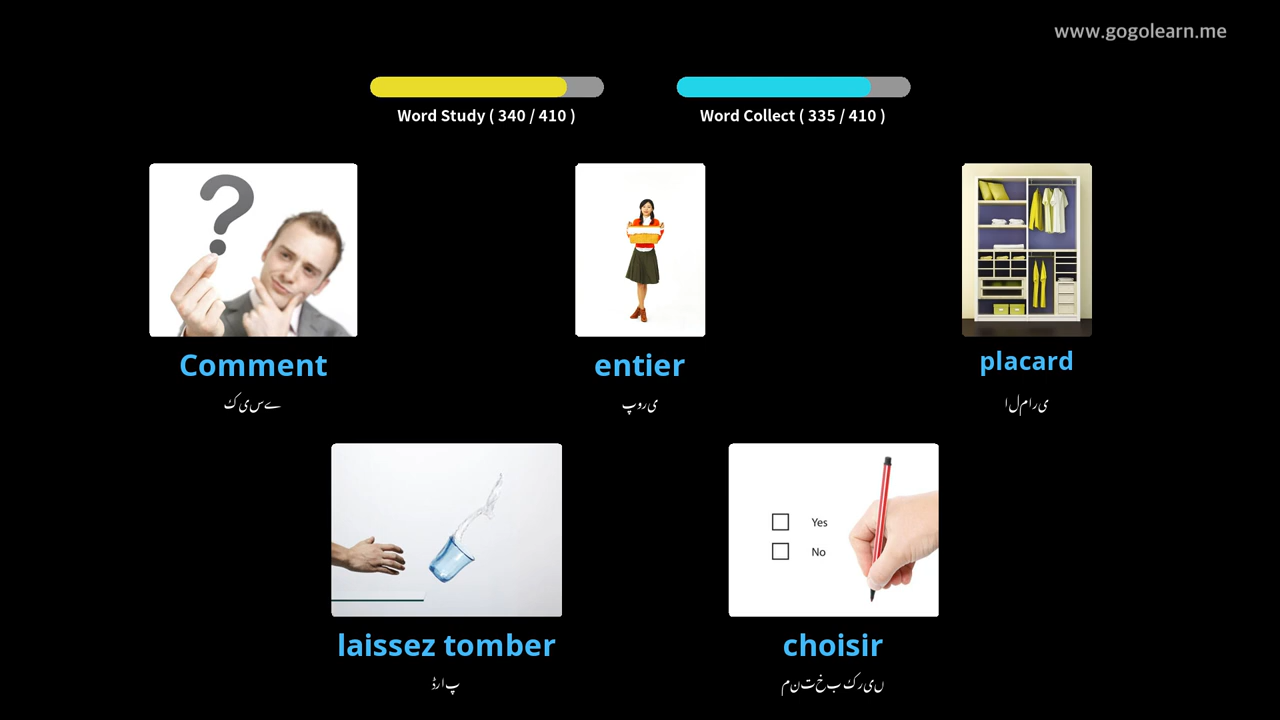 www.gogolearn.me
Word Study ( 340 / 410 )
Word Collect ( 335 / 410 )
Comment
entier
placard
کیسے
پوری
الماری
Yes
No
laissez tomber
choisir
ڈراپ
منتخب کریں